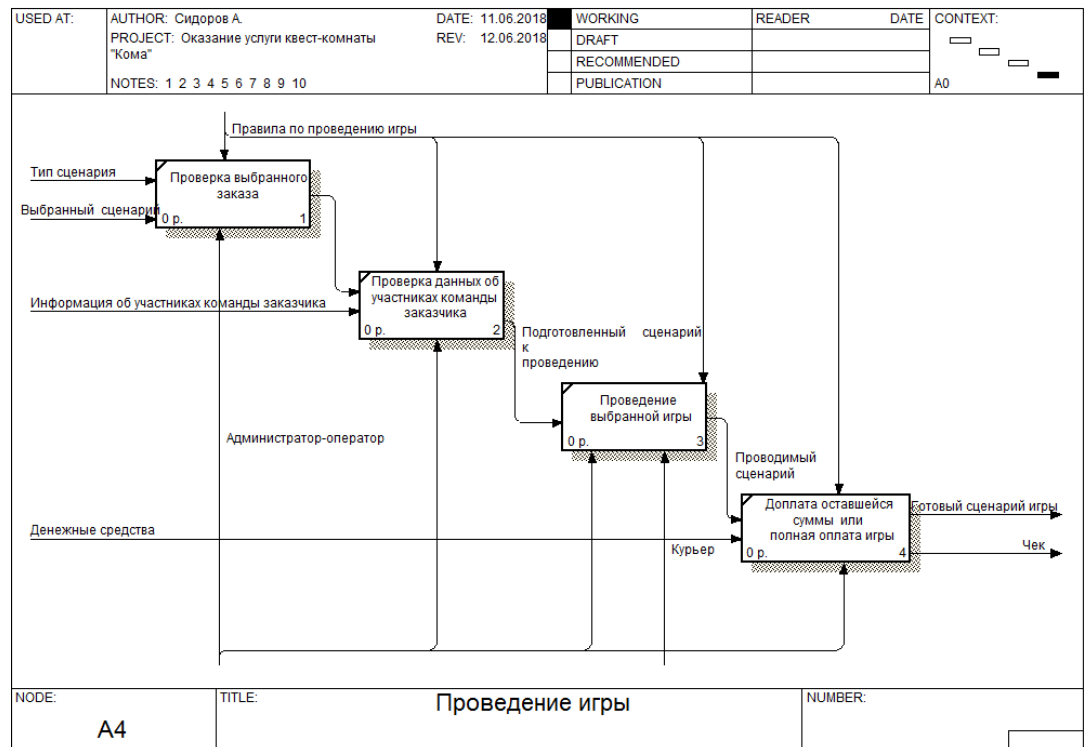 USED AT:
AUTHOR: Сидоров А.
DATE: 11.06.2018
PROJECT: Оказание услуги квест-комнаты
"Кома"
REV: 12.06.2018
NOTES: 1 2 3 4 5 6 7 8 9 10
WORKING
DRAFT
RECOMMENDED
PUBLICATION
READER DATE
CONTEXT:
A0
Правила по проведению игры
Тип сценария
Выбранный сценарий
Проверка выбранного
заказа
0 р. 1
Информация об участниках команды заказчика
Проверка данных об
участниках команды
заказчика
0 р. 2
Подготовленный сценарий
к
проведению
Проведение
выбранной игры
0 р. 3
Администратор-оператор
Проводимый
сценарий
Денежные средства
Доплата оставшейся
суммы или
полная оплата игры
0 р. 4
Готовый сценарий игры
Чек
Курьер
NODE:
A4
TITLE:
Проведение игры
NUMBER: